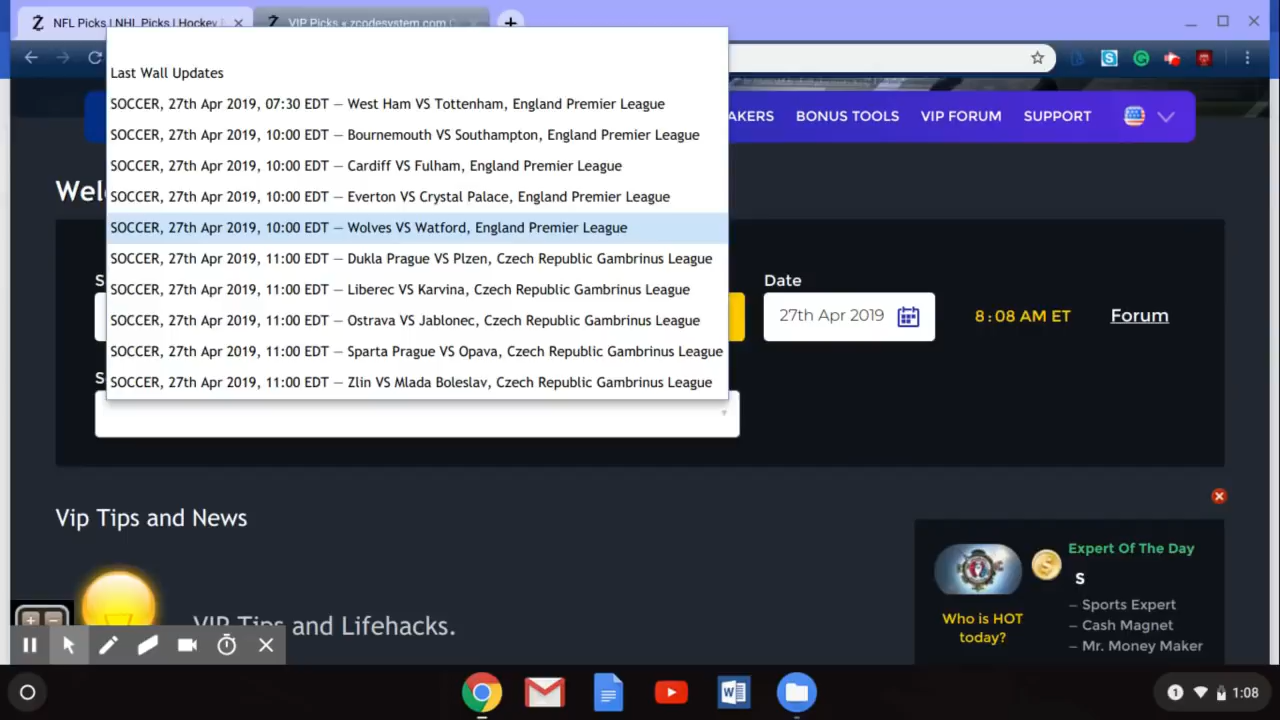 NFL Picks | NHL Picks | Hockey
VIP Picks « zcodesystem.com
Last Wall Updates
SOCCER, 27th Apr 2019, 07:30 EDT — West Ham VS Tottenham, England Premier League
SOCCER, 27th Apr 2019, 10:00 EDT — Bournemouth VS Southampton, England Premier League
SOCCER, 27th Apr 2019, 10:00 EDT — Cardiff VS Fulham, England Premier League
SOCCER, 27th Apr 2019, 10:00 EDT — Everton VS Crystal Palace, England Premier League
SOCCER, 27th Apr 2019, 10:00 EDT — Wolves VS Watford, England Premier League
SOCCER, 27th Apr 2019, 11:00 EDT — Dukla Prague VS Plzen, Czech Republic Gambrinus League
SOCCER, 27th Apr 2019, 11:00 EDT — Liberec VS Karvina, Czech Republic Gambrinus League
SOCCER, 27th Apr 2019, 11:00 EDT — Ostrava VS Jablonec, Czech Republic Gambrinus League
SOCCER, 27th Apr 2019, 11:00 EDT — Sparta Prague VS Opava, Czech Republic Gambrinus League
SOCCER, 27th Apr 2019, 11:00 EDT — Zlin VS Mlada Boleslav, Czech Republic Gambrinus League
AKERS BONUS TOOLS VIP FORUM SUPPORT
Wel
S
Date
27th Apr 2019
8:08 AM ET
Forum
S
Vip Tips and News
VIP Tips and Lifehacks.
Expert Of The Day
S
– Sports Expert
– Cash Magnet
– Mr. Money Maker
Who is HOT
today?
1
1:08